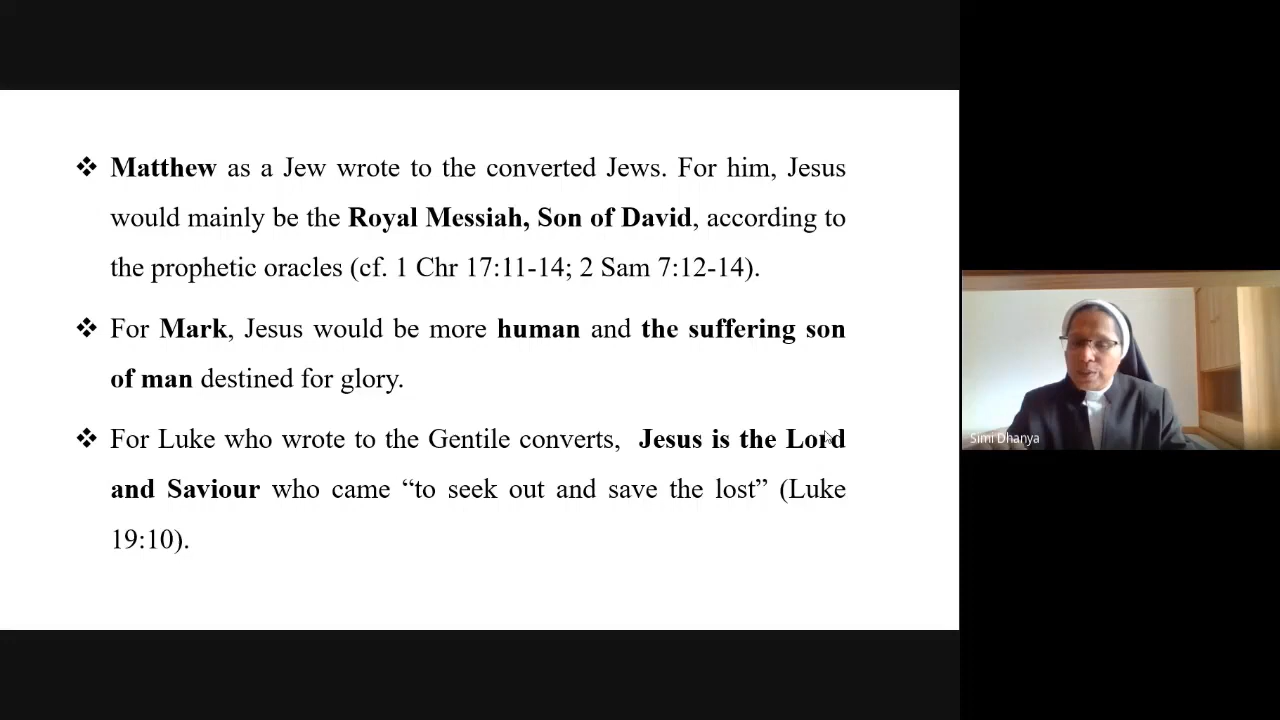 ❖ Matthew as a Jew wrote to the converted Jews. For him, Jesus
would mainly be the Royal Messiah, Son of David, according to
the prophetic oracles (cf. 1 Chr 17:11-14; 2 Sam 7:12-14).
❖ For Mark, Jesus would be more human and the suffering son
of man destined for glory.
❖ For Luke who wrote to the Gentile converts, Jesus is the Lord
and Saviour who came “to seek out and save the lost” (Luke
19:10).
Simi Dhanya